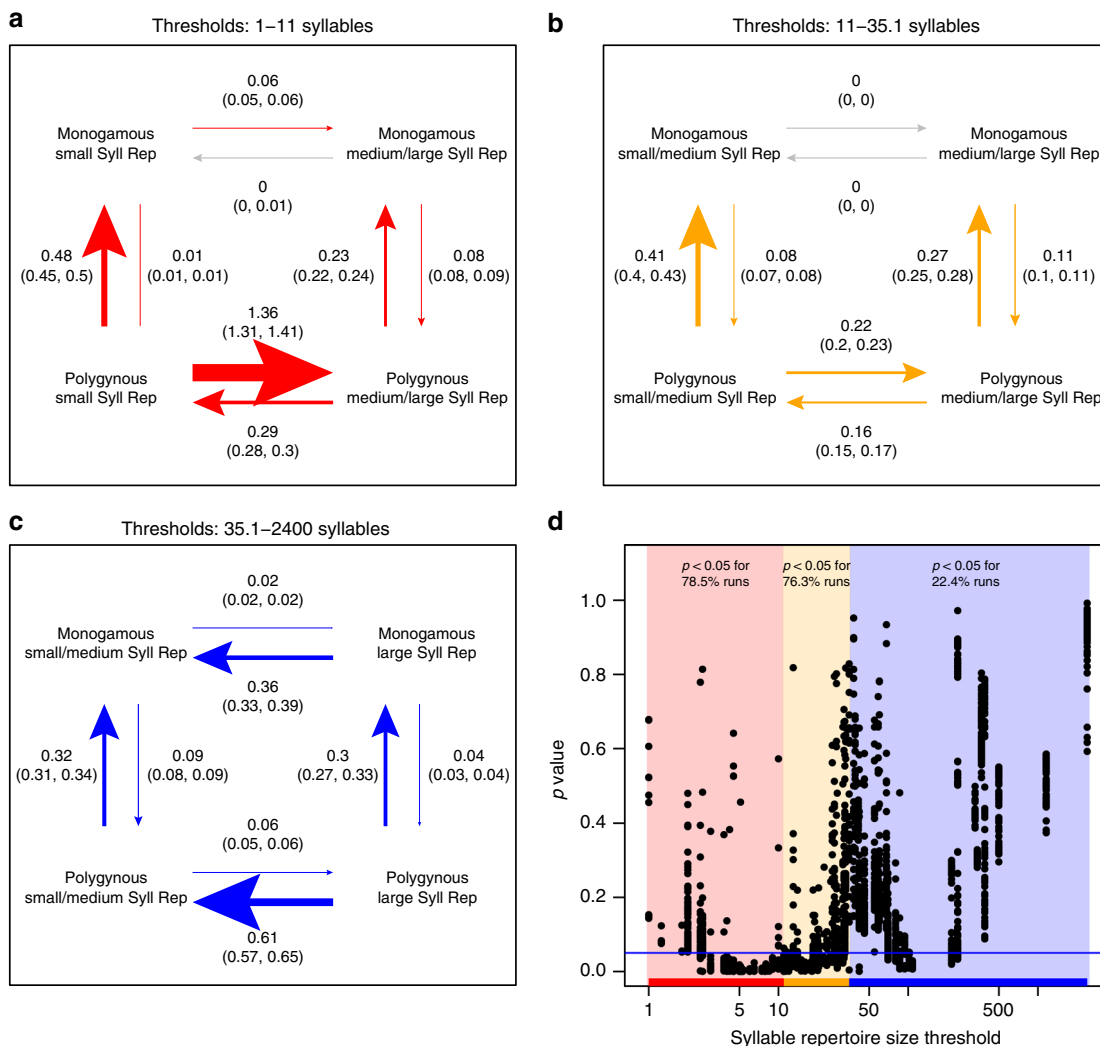 a
Thresholds: 1–11 syllables
0.06
(0.05, 0.06)
Monogamous
small Syll Rep
Monogamous
medium/large Syll Rep
0
(0, 0.01)
0.48
(0.45, 0.5)
0.01
(0.01, 0.01)
0.23
(0.22, 0.24)
0.08
(0.08, 0.09)
1.36
(1.31, 1.41)
Polygynous
small Syll Rep
Polygynous
medium/large Syll Rep
0.29
(0.28, 0.3)
b
Thresholds: 11–35.1 syllables
0
(0, 0)
Monogamous
small/medium Syll Rep
Monogamous
medium/large Syll Rep
0
(0, 0)
0.41
(0.4, 0.43)
0.08
(0.07, 0.08)
0.27
(0.25, 0.28)
0.11
(0.1, 0.11)
0.22
(0.2, 0.23)
Polygynous
small/medium Syll Rep
Polygynous
medium/large Syll Rep
0.16
(0.15, 0.17)
c
Thresholds: 35.1–2400 syllables
0.02
(0.02, 0.02)
Monogamous
small/medium Syll Rep
Monogamous
large Syll Rep
0.36
(0.33, 0.39)
0.32
(0.31, 0.34)
0.09
(0.08, 0.09)
0.3
(0.27, 0.33)
0.04
(0.03, 0.04)
0.06
(0.05, 0.06)
Polygynous
small/medium Syll Rep
Polygynous
large Syll Rep
0.61
(0.57, 0.65)
d
p < 0.05 for
78.5% runs
p < 0.05 for
76.3% runs
p < 0.05 for
22.4% runs
1.0
0.8
0.6
0.4
0.2
0.0
p value
1 5 10 50 500
Syllable repertoire size threshold